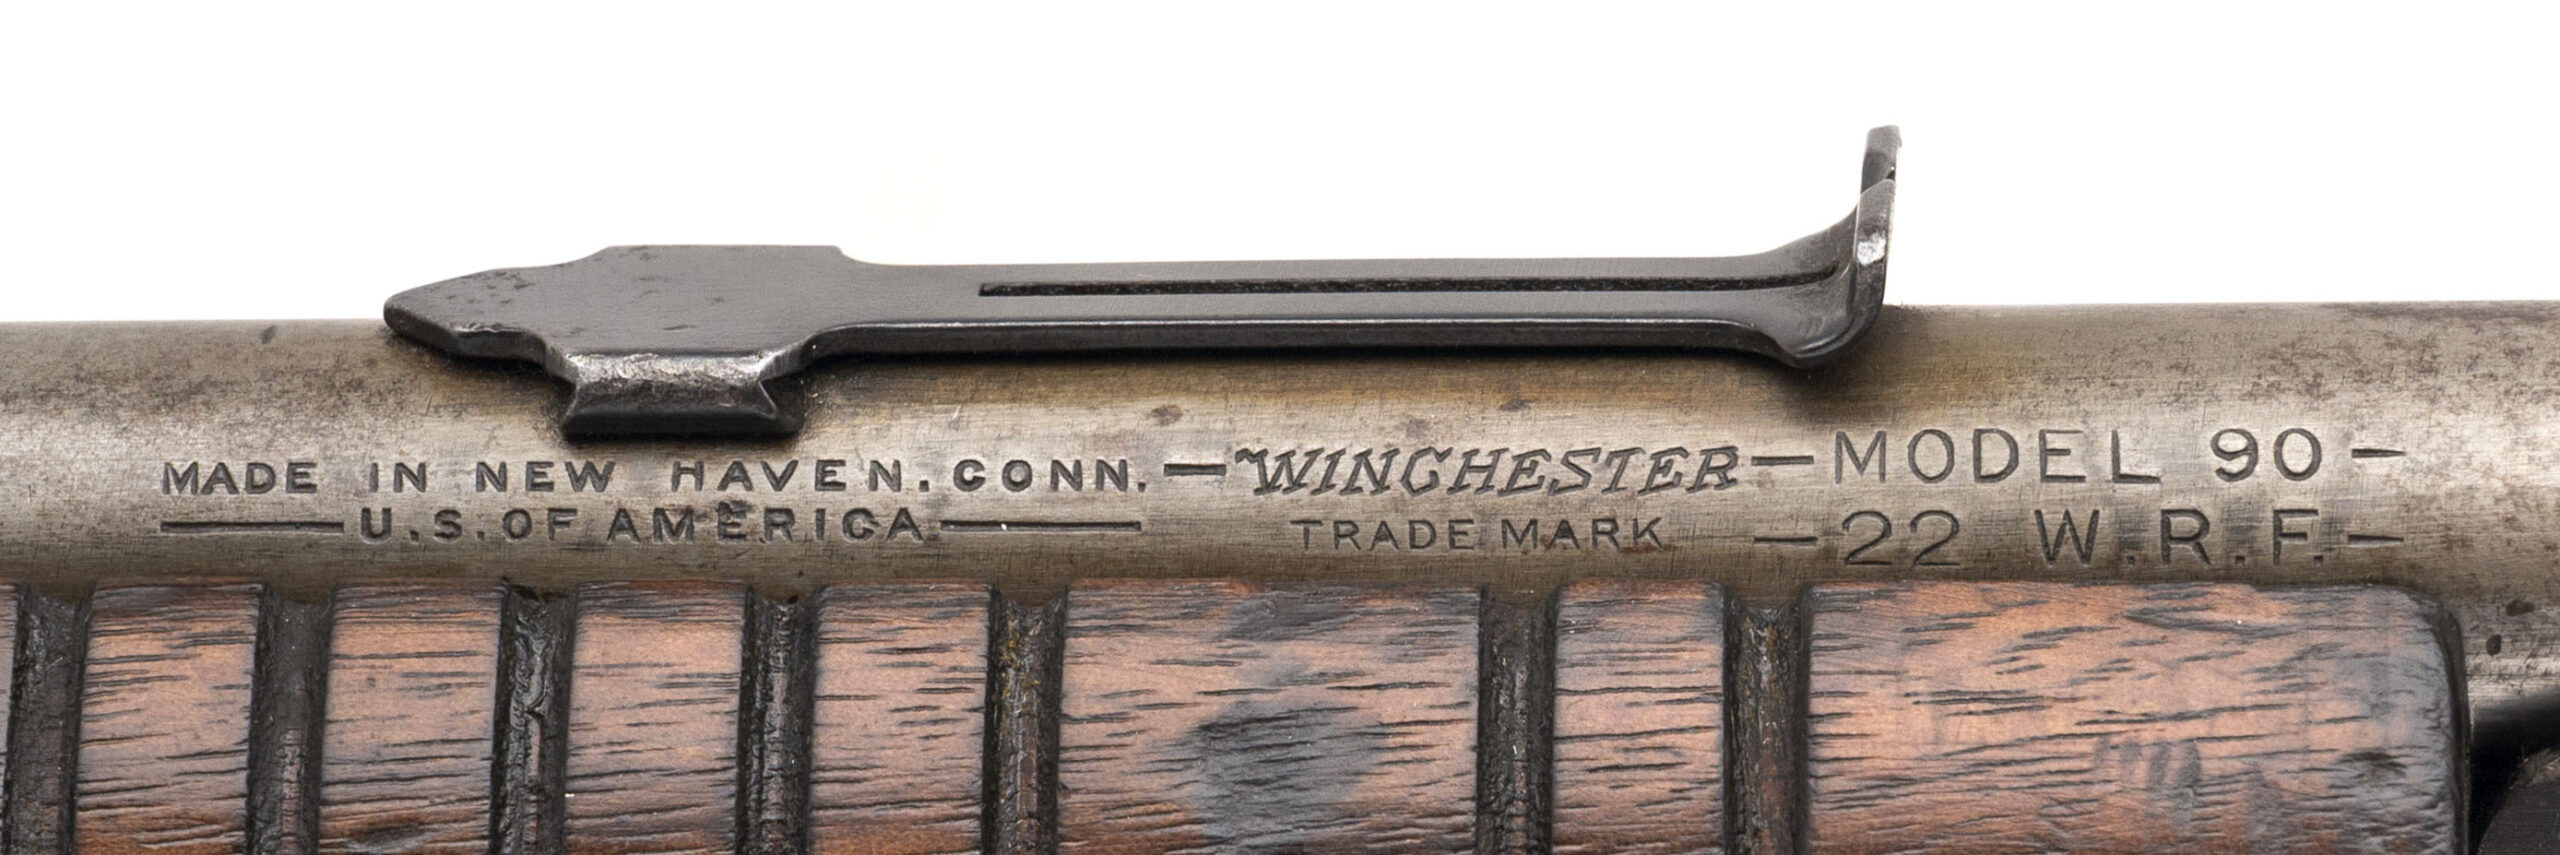 MADE IN NEW HAVEN. CONN. —WINCHESTER— MODEL 90 —
—— U.S. OF AMERICA —— TRADE MARK —22 W.R.F.—